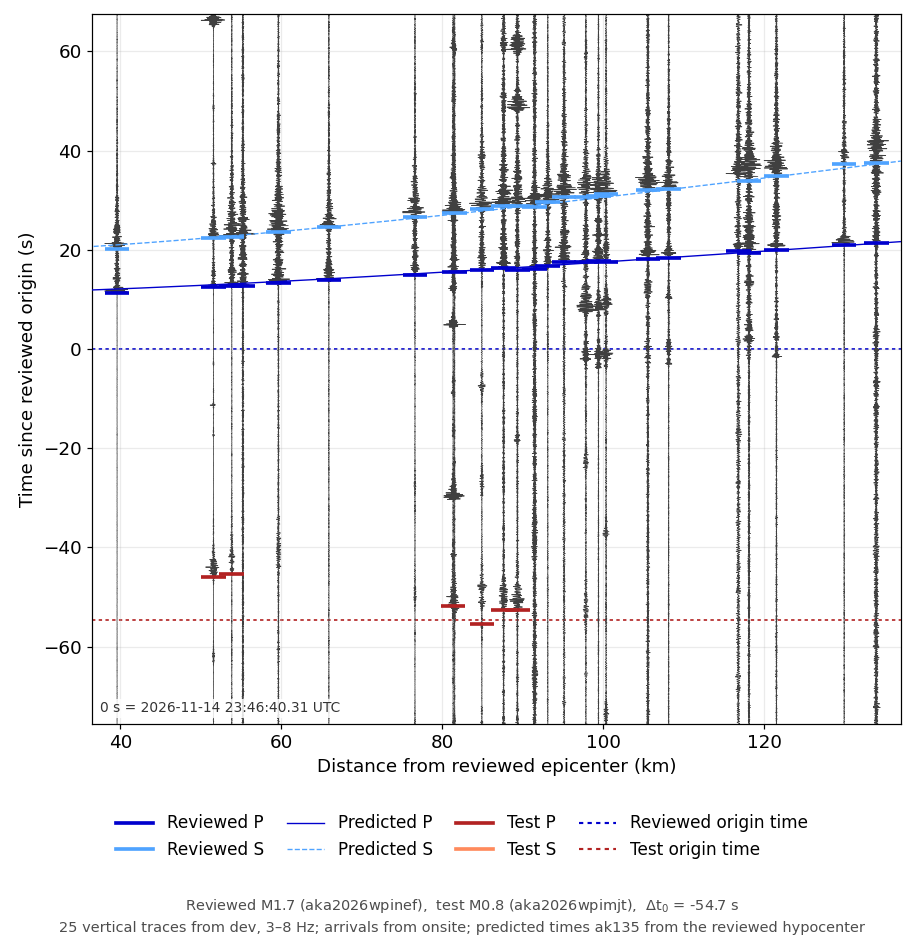 60
40
20
0
−20
−40
−60
Time since reviewed origin (s)
0 s = 2026-11-14 23:46:40.31 UTC
40 60 80 100 120
Distance from reviewed epicenter (km)
Reviewed P Predicted P Test P Reviewed origin time
Reviewed S Predicted S Test S Test origin time
Reviewed M1.7 (aka2026wpinef), test M0.8 (aka2026wpimjt), Δt₀ = -54.7 s
25 vertical traces from dev, 3–8 Hz; arrivals from onsite; predicted times ak135 from the reviewed hypocenter